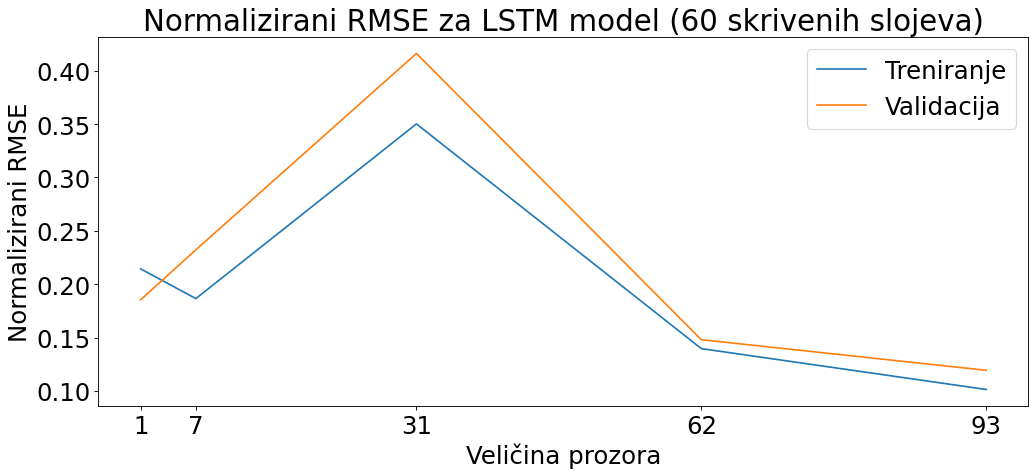 Normalizirani RMSE za LSTM model (60 skrivenih slojeva)
Treniranje
Validacija
Normalizirani RMSE
0.40
0.35
0.30
0.25
0.20
0.15
0.10
1 7 31 62 93
Veličina prozora